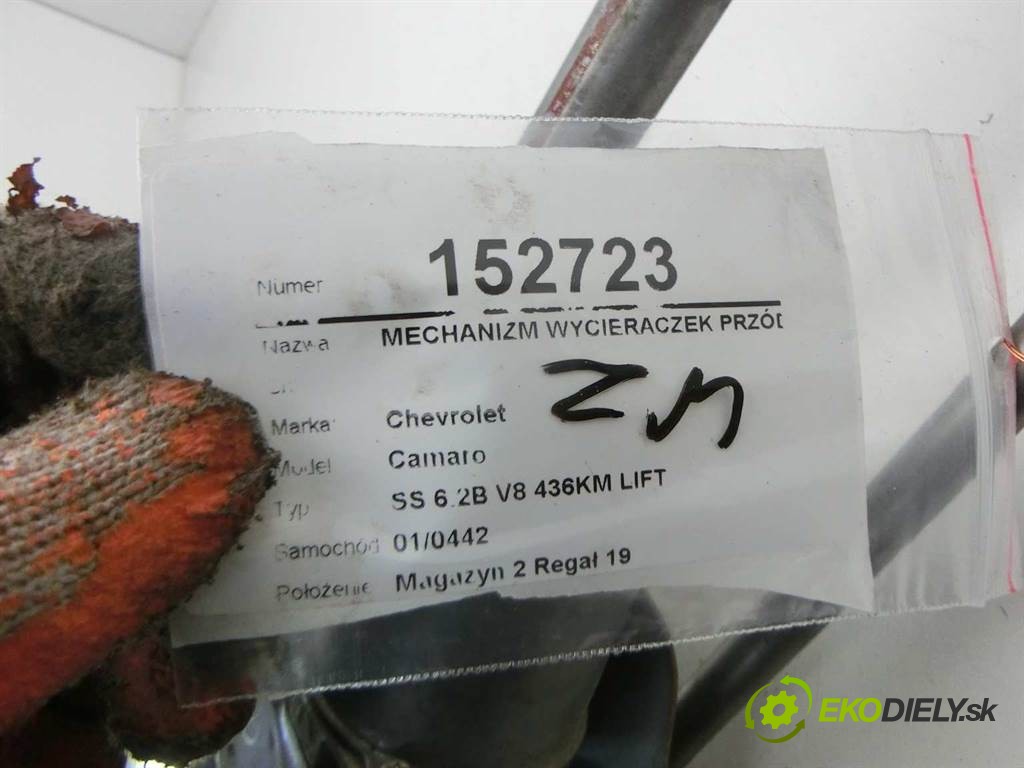 Numer 152723
Nazwa MECHANIZM WYCIERACZEK PRZÓD
Marka Chevrolet
Model Camaro
Typ SS 6.2B V8 436KM LIFT
Samochód 01/0442
Położenie Magazyn 2 Regał 19
EKODIELY.sk